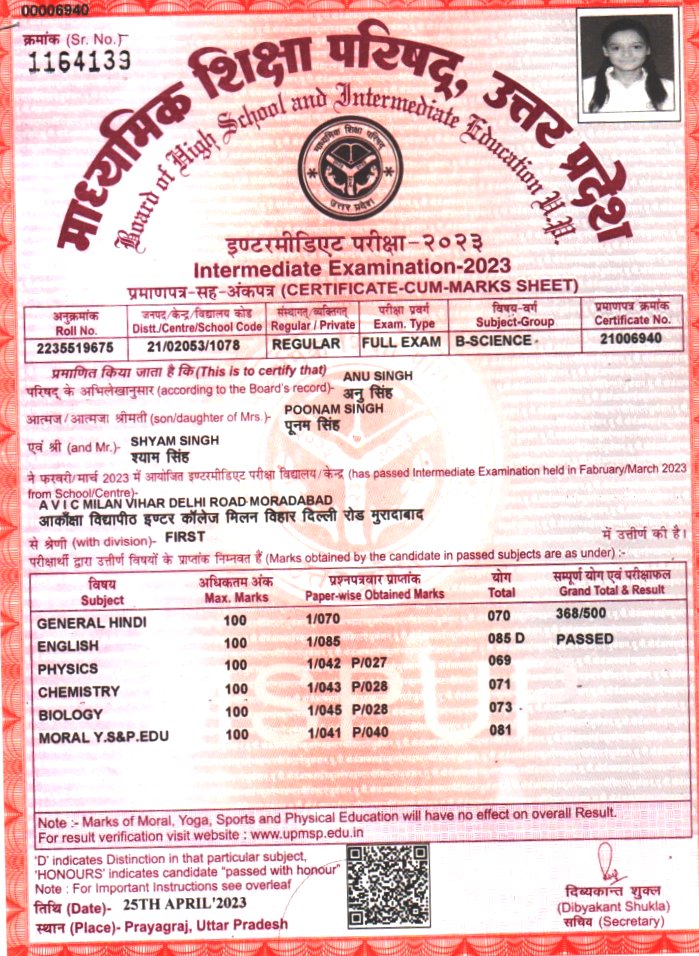 00006940
क्रमांक (Sr. No.)
1164139
माध्यमिक शिक्षा परिषद्, उत्तर प्रदेश
Board of High School and Intermediate Education U.P.
माध्यमिक शिक्षा परिषद्
उत्तर प्रदेश
इण्टरमीडिएट परीक्षा-२०२३
Intermediate Examination-2023
प्रमाणपत्र-सह-अंकपत्र (CERTIFICATE-CUM-MARKS SHEET)
अनुक्रमांक जनपद/केन्द्र/विद्यालय कोड संस्थागत/व्यक्तिगत परीक्षा प्रवर्ग विषय-वर्ग प्रमाणपत्र क्रमांक
Roll No. Distt./Centre/School Code Regular / Private Exam. Type Subject-Group Certificate No.
2235519675 21/02053/1078 REGULAR FULL EXAM B-SCIENCE 21006940
प्रमाणित किया जाता है कि (This is to certify that) ANU SINGH
परिषद् के अभिलेखानुसार (according to the Board's record)- अनु सिंह
आत्मज/आत्मजा श्रीमती (son/daughter of Mrs.)- POONAM SINGH
पूनम सिंह
एवं श्री (and Mr.)- SHYAM SINGH
श्याम सिंह
ने फरवरी/मार्च 2023 में आयोजित इण्टरमीडिएट परीक्षा विद्यालय/केन्द्र (has passed Intermediate Examination held in Fabruary/March 2023
from School/Centre)-
A V I C MILAN VIHAR DELHI ROAD MORADABAD
आकाँक्षा विद्यापीठ इण्टर कॉलेज मिलन विहार दिल्ली रोड मुरादाबाद
से श्रेणी (with division)- FIRST में उत्तीर्ण की है।
परीक्षार्थी द्वारा उत्तीर्ण विषयों के प्राप्तांक निम्नवत हैं (Marks obtained by the candidate in passed subjects are as under) :-
विषय अधिकतम अंक प्रश्नपत्रवार प्राप्तांक योग सम्पूर्ण योग एवं परीक्षाफल
Subject Max. Marks Paper-wise Obtained Marks Total Grand Total & Result
GENERAL HINDI 100 1/070 070 368/500
ENGLISH 100 1/085 085 D PASSED
PHYSICS 100 1/042 P/027 069
CHEMISTRY 100 1/043 P/028 071
BIOLOGY 100 1/045 P/028 073
MORAL Y.S&P.EDU 100 1/041 P/040 081
Note :- Marks of Moral, Yoga, Sports and Physical Education will have no effect on overall Result.
For result verification visit website : www.upmsp.edu.in
'D' indicates Distinction in that particular subject,
'HONOURS' indicates candidate "passed with honour"
Note : For Important Instructions see overleaf
तिथि (Date)- 25TH APRIL'2023
स्थान (Place)- Prayagraj, Uttar Pradesh
दिव्यकान्त शुक्ल
(Dibyakant Shukla)
सचिव (Secretary)